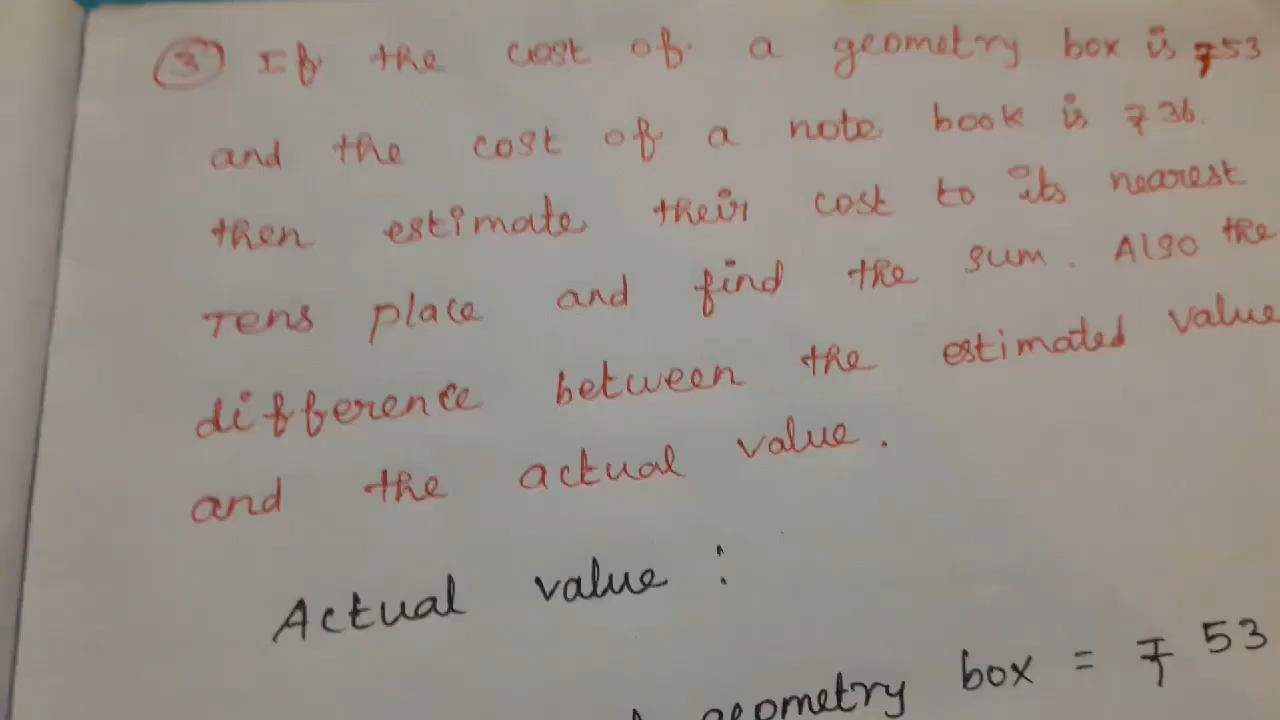 ③ If the cost of a geometry box is ₹53
and the cost of a note book is ₹36.
then estimate their cost to its nearest
Tens place and find the sum. Also the
difference between the estimated value
and the actual value.
Actual value :
geometry box = ₹ 53